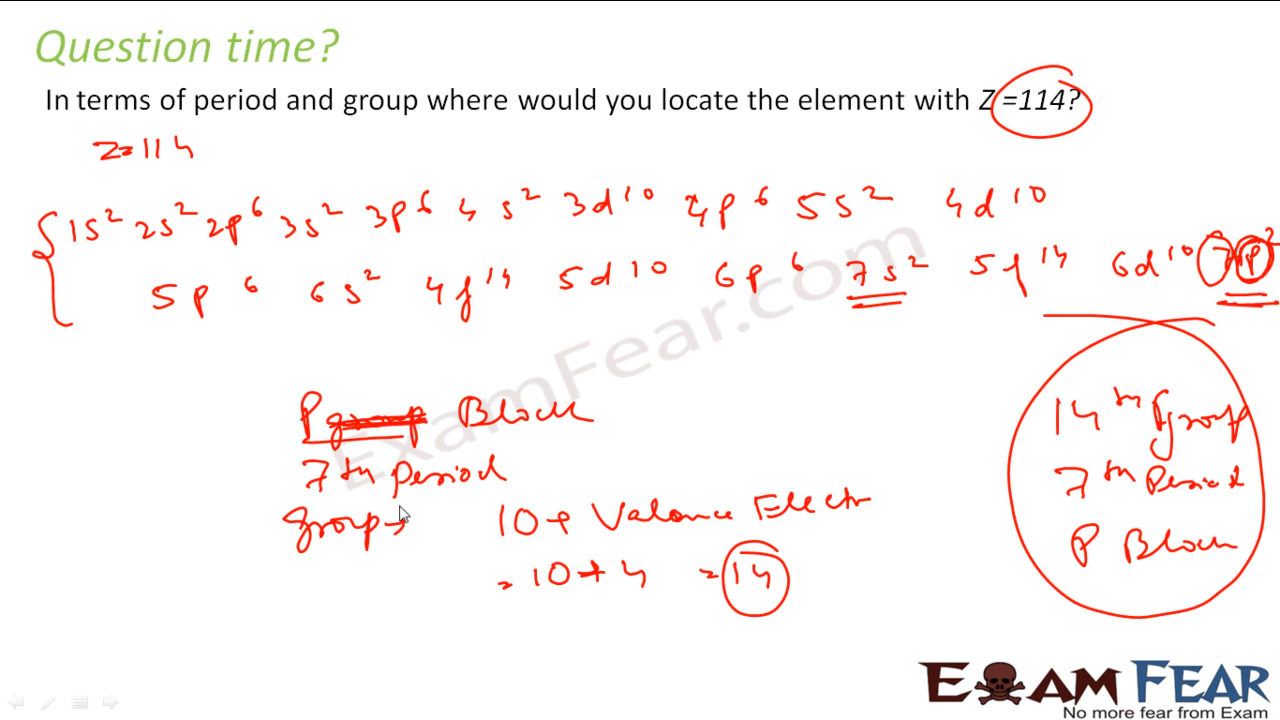 Question time?
In terms of period and group where would you locate the element with Z =114?
Z=114
1s² 2s² 2p⁶ 3s² 3p⁶ 4s² 3d¹⁰ 4p⁶ 5s² 4d¹⁰
5p⁶ 6s² 4f¹⁴ 5d¹⁰ 6p⁶ 7s² 5f¹⁴ 6d¹⁰ 7p²
P Block
7th Period
group→ 10+ Valance Electr
= 10+4 = 14
14th group
7th Period
P Block
ExamFear.com
EXAM FEAR
No more fear from Exam